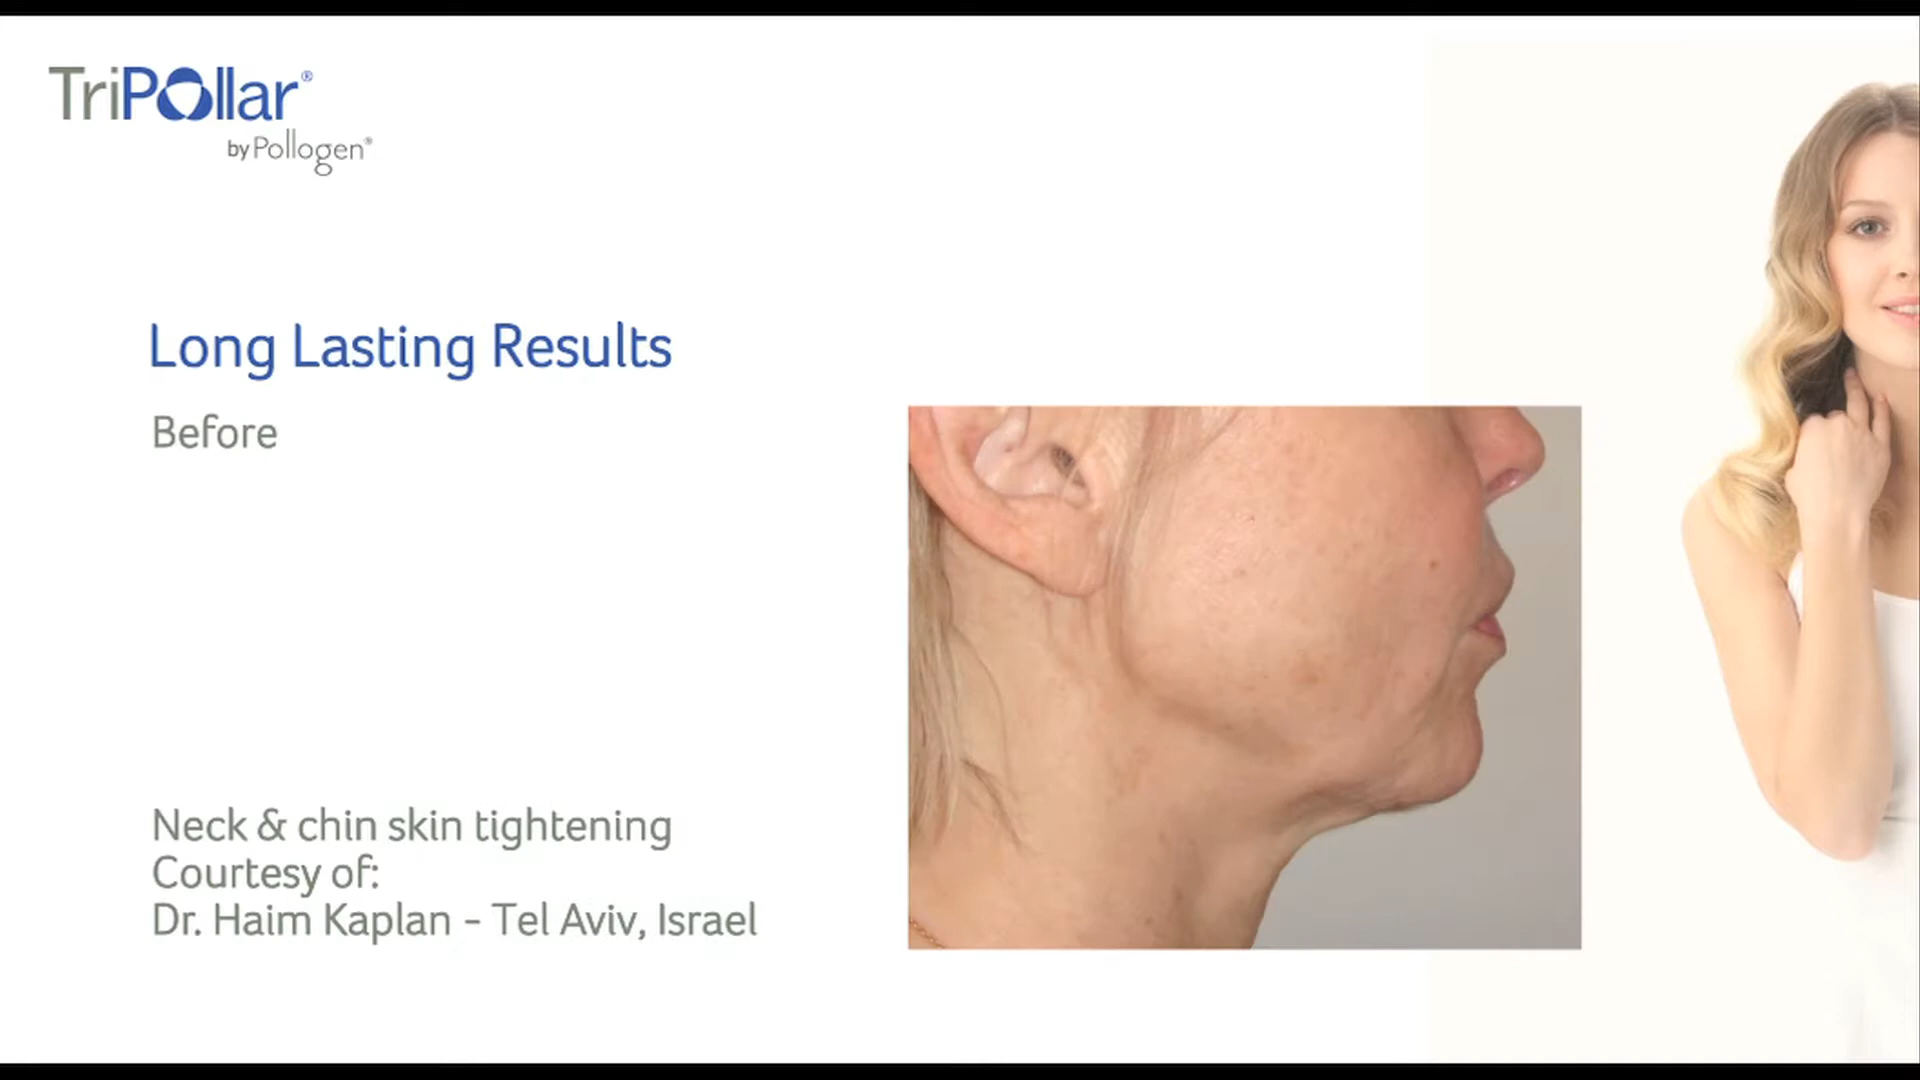 TriPollar®
by Pollogen®
Long Lasting Results
Before
Neck & chin skin tightening
Courtesy of:
Dr. Haim Kaplan - Tel Aviv, Israel